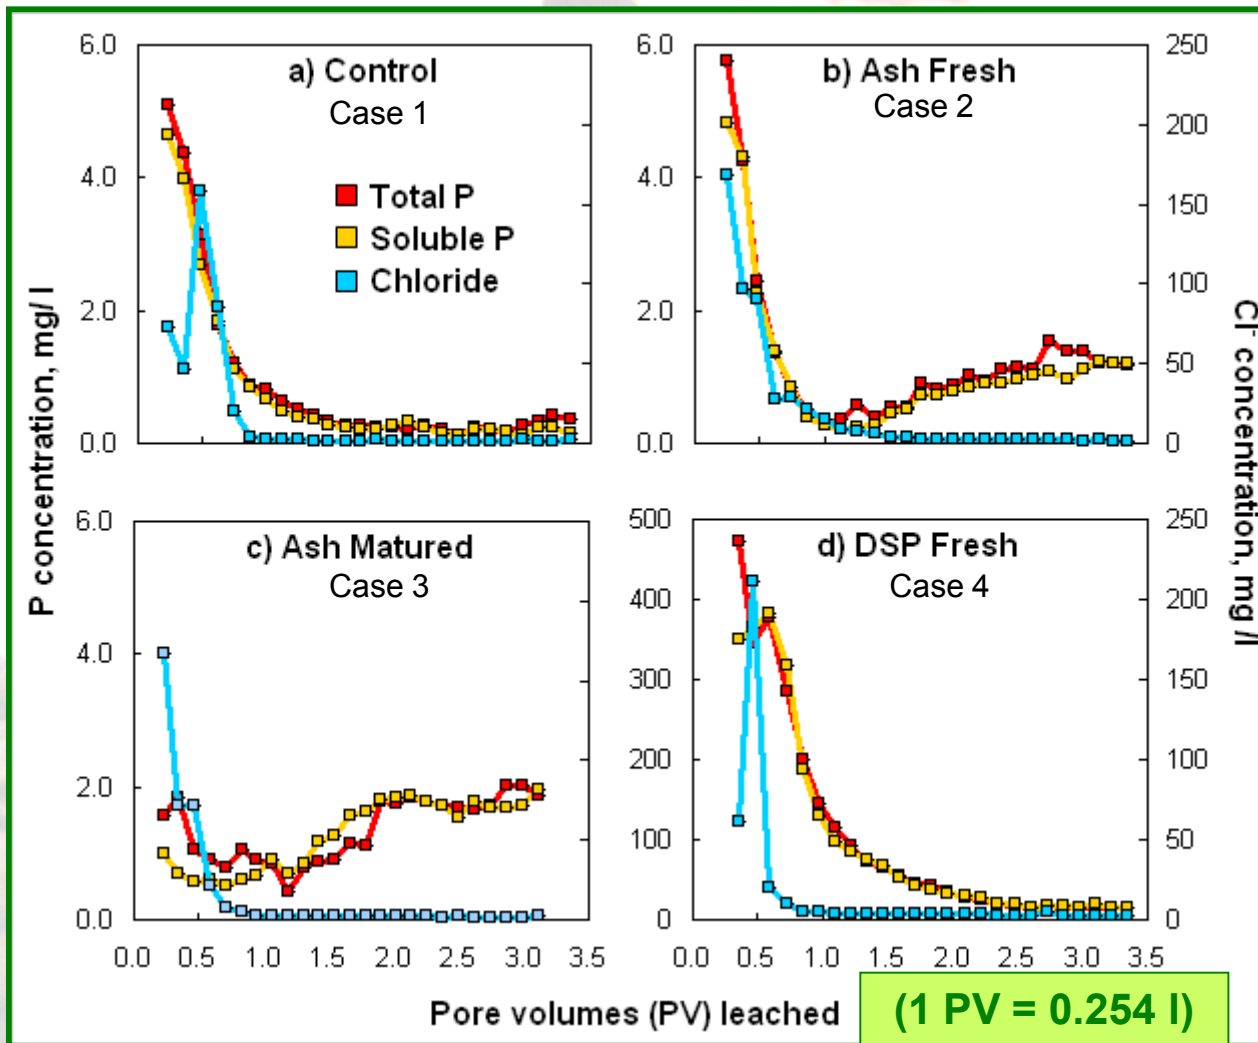 a) Control
Case 1
b) Ash Fresh
Case 2
Total P
Soluble P
Chloride
6.0
4.0
2.0
0.0
6.0
4.0
2.0
0.0
250
200
150
100
50
0
c) Ash Matured
Case 3
d) DSP Fresh
Case 4
6.0
4.0
2.0
0.0
500
400
300
200
100
0
250
200
150
100
50
0
0.0 0.5 1.0 1.5 2.0 2.5 3.0 3.5
0.0 0.5 1.0 1.5 2.0 2.5 3.0 3.5
P concentration, mg/ l
Cl⁻ concentration, mg /l
Pore volumes (PV) leached
(1 PV = 0.254 l)